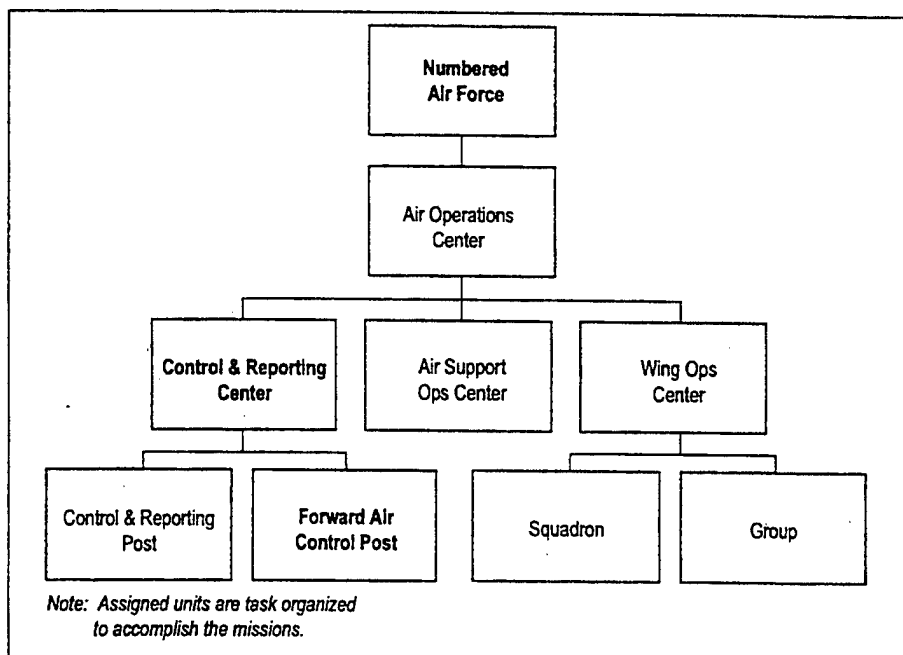 Numbered
Air Force
Air Operations
Center
Control & Reporting
Center
Air Support
Ops Center
Wing Ops
Center
Control & Reporting
Post
Forward Air
Control Post
Squadron
Group
Note: Assigned units are task organized
to accomplish the missions.